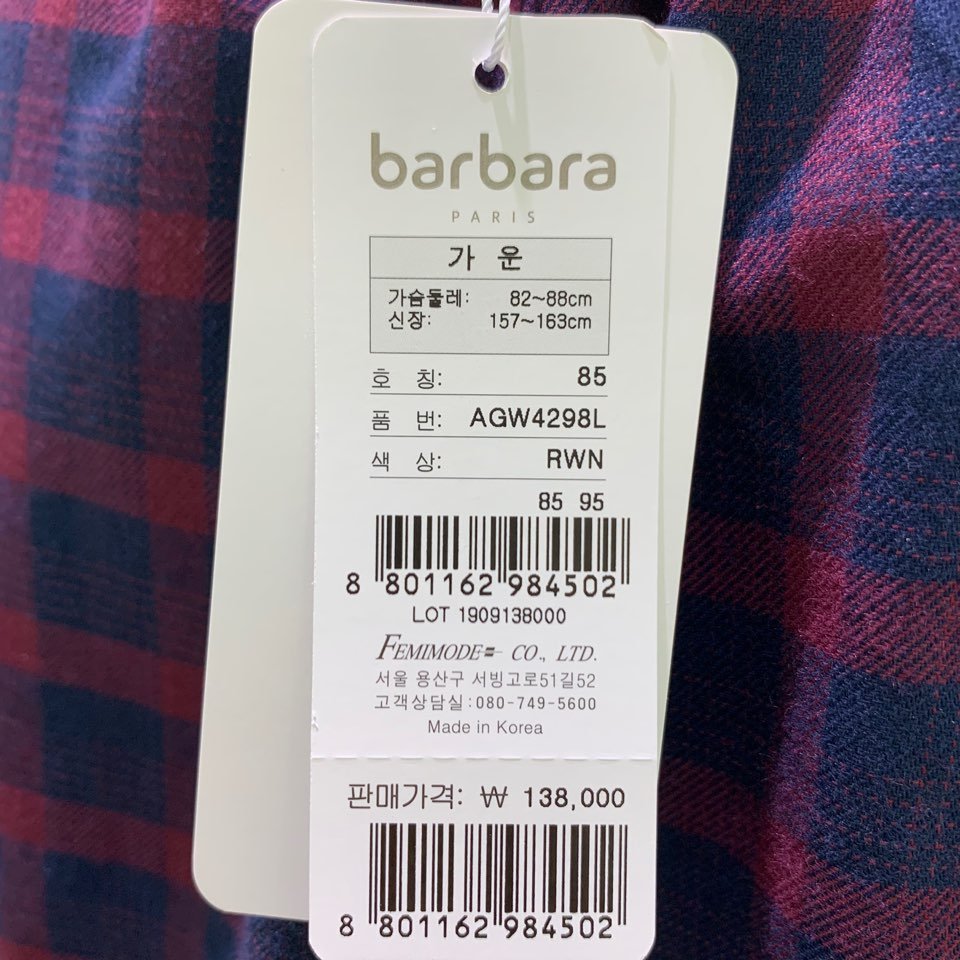 barbara
PARIS
가 운
가슴둘레: 82~88cm
신장: 157~163cm
호 칭: 85
품 번: AGW4298L
색 상: RWN
85 95
8 801162 984502
LOT 1909138000
FEMIMODE CO., LTD.
서울 용산구 서빙고로51길52
고객상담실:080-749-5600
Made in Korea
판매가격: ₩ 138,000
8 801162 984502